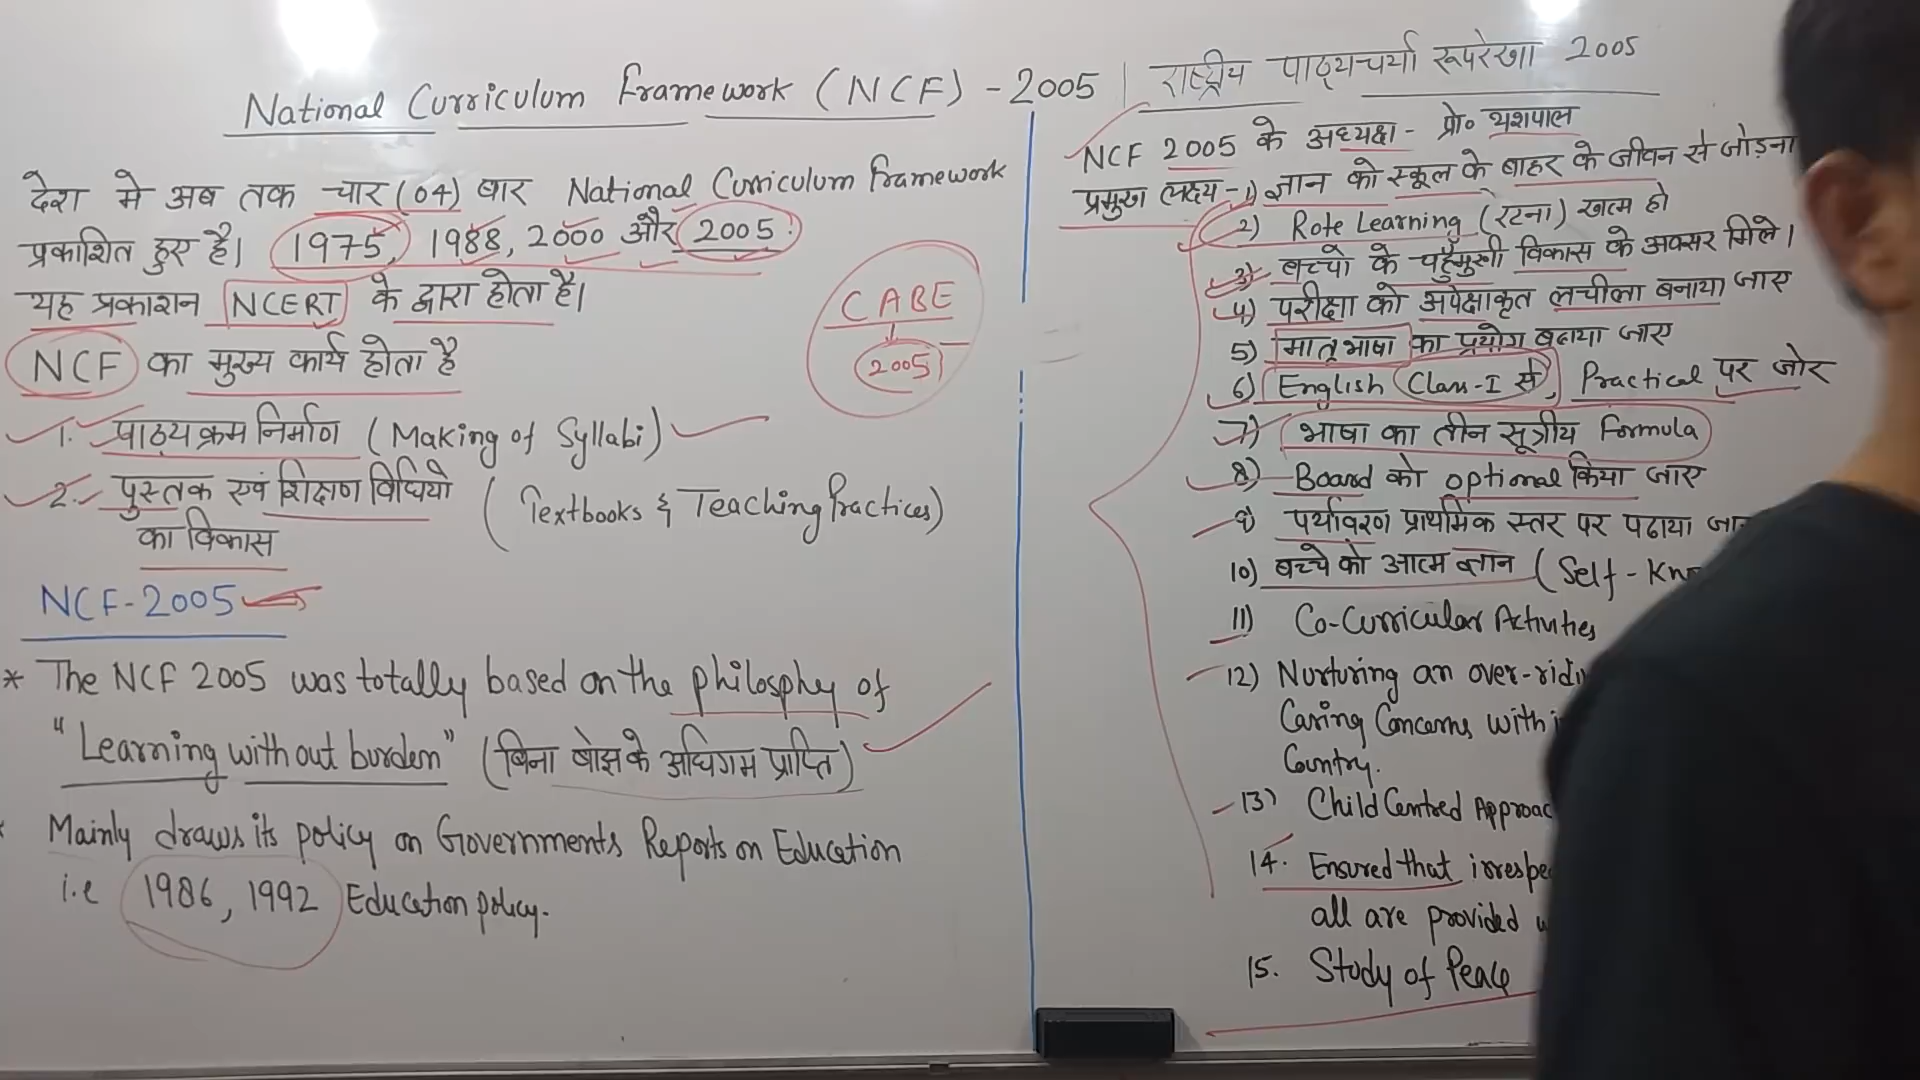 National Curriculum Framework (NCF) - 2005 | राष्ट्रीय पाठ्यचर्या रूपरेखा 2005
देश मे अब तक चार (04) बार National Curriculum Framework
प्रकाशित हुए है। 1975, 1988, 2000 और 2005.
यह प्रकाशन NCERT के द्वारा होता है।
NCF का मुख्य कार्य होता है
CABE
2005
1. पाठ्यक्रम निर्माण (Making of Syllabi)
2. पुस्तक एवं शिक्षण विधियो (Textbooks & Teaching Practices)
का विकास
NCF-2005
* The NCF 2005 was totally based on the philosphy of
"Learning without burden" (बिना बोझ के अधिगम प्राप्ति)
* Mainly draws its policy on Governments Reports on Education
i.e 1986, 1992 Education policy.
NCF 2005 के अध्यक्ष - प्रो० यशपाल
प्रमुख लक्ष्य - 1) ज्ञान को स्कूल के बाहर के जीवन से जोड़ना
2) Rote Learning (रटना) खत्म हो
3) बच्चो के चहुँमुखी विकास के अवसर मिले।
4) परीक्षा को अपेक्षाकृत लचीला बनाया जाए
5) मातृभाषा का प्रयोग बढाया जाए
6) English Class-I से, Practical पर जोर
7) भाषा का तीन सूत्रीय Formula
8) Board को optional किया जाए
9) पर्यावरण प्राथमिक स्तर पर पढाया
10) बच्चे को आत्म ज्ञान (Self -
11) Co-Curricular Activities
12) Nurturing an over-
Caring Concerns
Country.
13) Child Centred
14. Ensured that
all are provided
15. Study of Peace